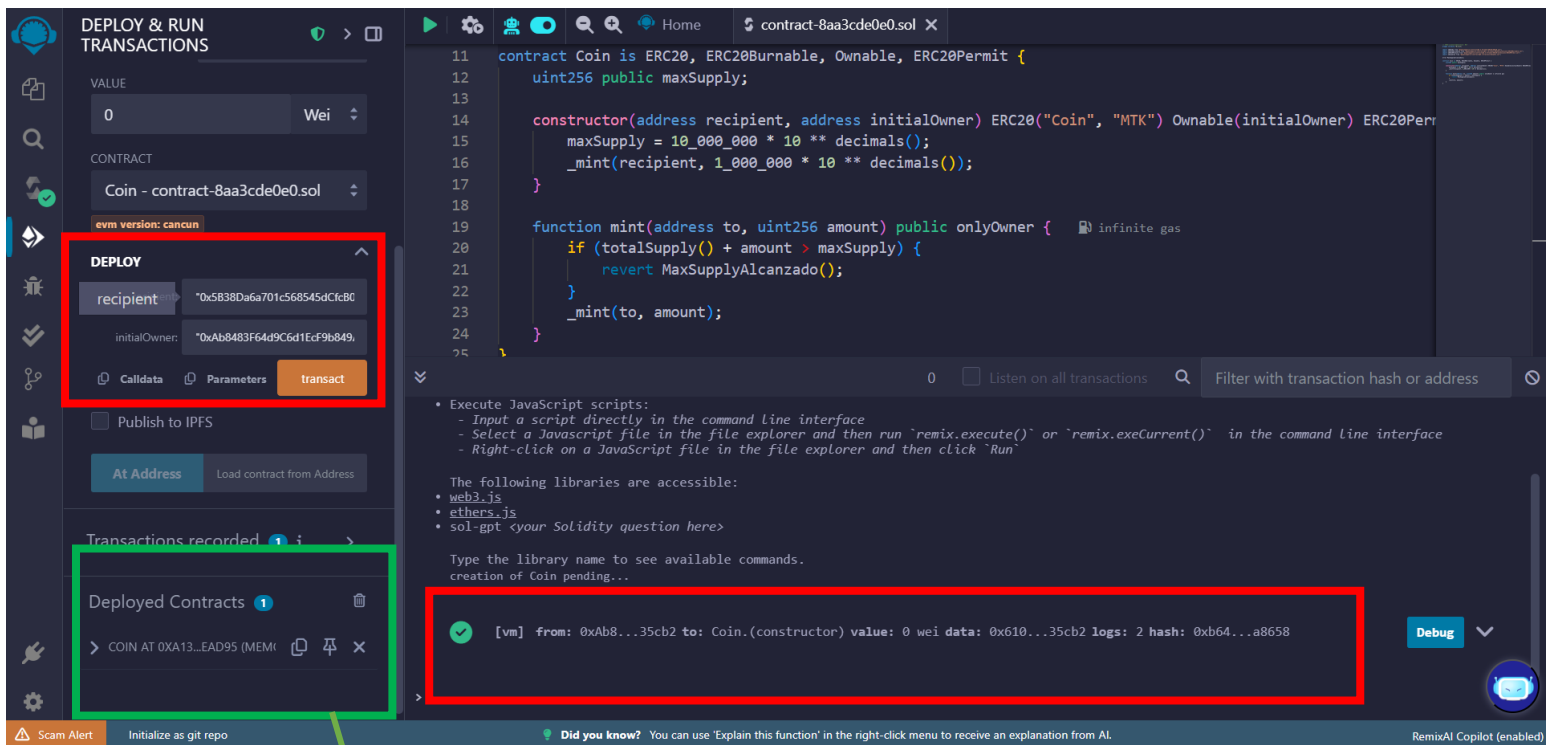 DEPLOY & RUN
TRANSACTIONS
VALUE
0
Wei
CONTRACT
Coin - contract-8aa3cde0e0.sol
evm version: cancun
DEPLOY
recipient
"0x5B38Da6a701c568545dCfcB0
initialOwner:
"0xAb8483F64d9C6d1EcF9b849
Calldata
Parameters
transact
Publish to IPFS
At Address
Load contract from Address
Transactions recorded 1 i
Deployed Contracts 1
COIN AT 0XA13...EAD95 (MEM
Scam Alert
Initialize as git repo
Home
contract-8aa3cde0e0.sol
11 contract Coin is ERC20, ERC20Burnable, Ownable, ERC20Permit {
12 uint256 public maxSupply;
13
14 constructor(address recipient, address initialOwner) ERC20("Coin", "MTK") Ownable(initialOwner) ERC20Per
15 maxSupply = 10_000_000 * 10 ** decimals();
16 _mint(recipient, 1_000_000 * 10 ** decimals());
17 }
18
19 function mint(address to, uint256 amount) public onlyOwner { infinite gas
20 if (totalSupply() + amount > maxSupply) {
21 revert MaxSupplyAlcanzado();
22 }
23 _mint(to, amount);
24 }
25 }
0
Listen on all transactions
Filter with transaction hash or address
• Execute JavaScript scripts:
- Input a script directly in the command line interface
- Select a Javascript file in the file explorer and then run `remix.execute()` or `remix.exeCurrent()` in the command line interface
- Right-click on a JavaScript file in the file explorer and then click `Run`
The following libraries are accessible:
• web3.js
• ethers.js
• sol-gpt <your Solidity question here>
Type the library name to see available commands.
creation of Coin pending...
[vm] from: 0xAb8...35cb2 to: Coin.(constructor) value: 0 wei data: 0x610...35cb2 logs: 2 hash: 0xb64...a8658
Debug
>
Did you know? You can use 'Explain this function' in the right-click menu to receive an explanation from AI.
RemixAI Copilot (enabled)